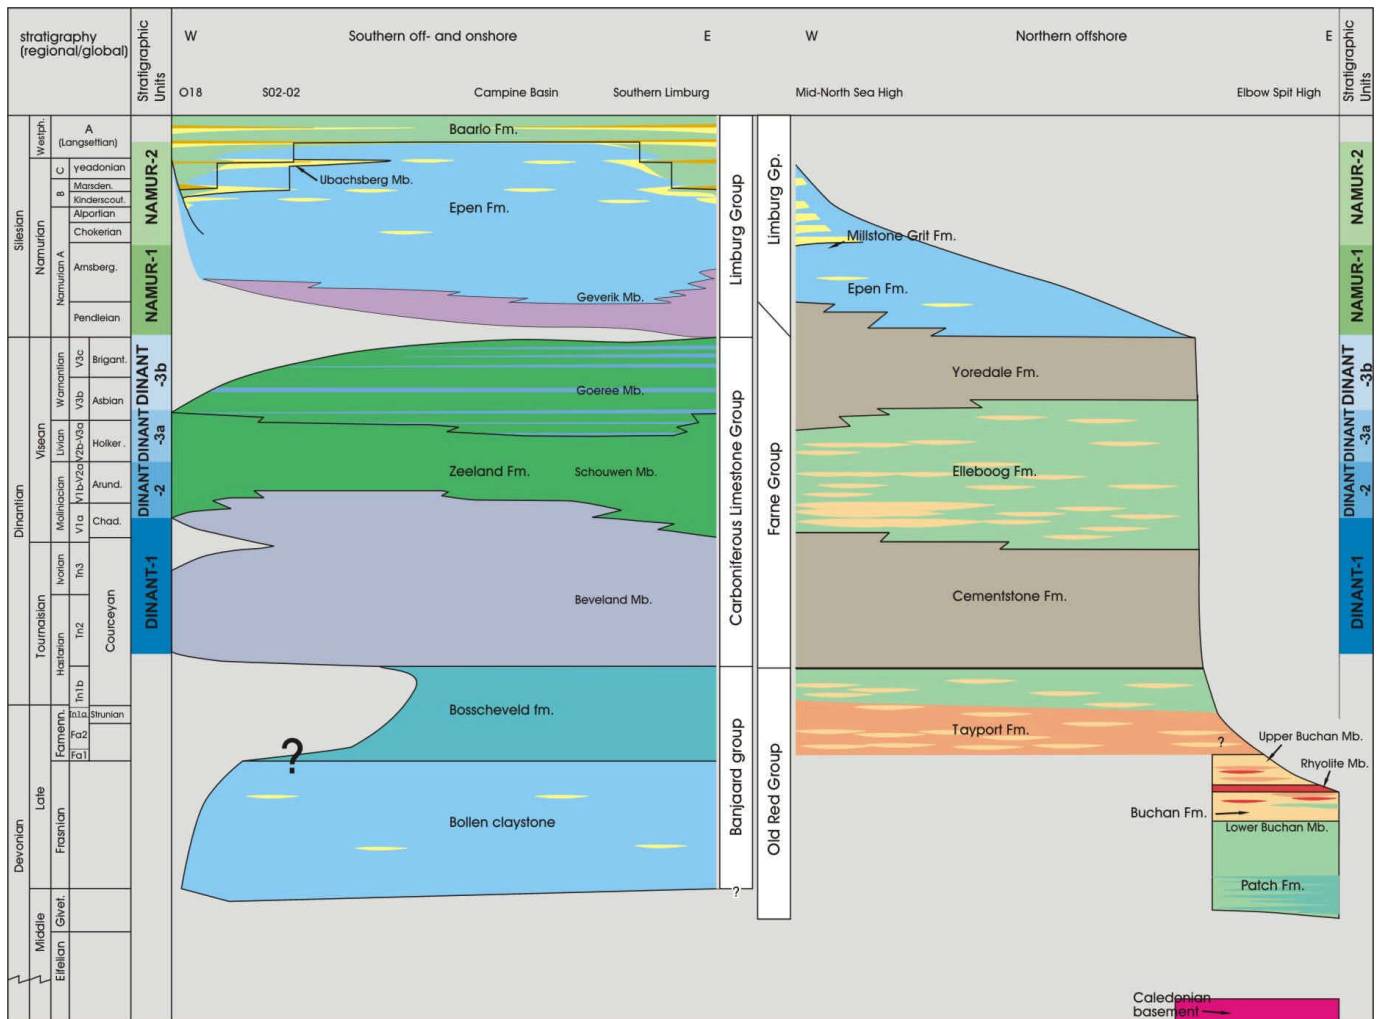 stratigraphy
(regional/global)
Stratigraphic
Units
W
Southern off- and onshore
E
W
Northern offshore
E
Stratigraphic
Units
O18
S02-02
Campine Basin
Southern Limburg
Mid-North Sea High
Elbow Spit High
Silesian
Dinantian
Devonian
Westph.
Namurian
Visean
Tournaisian
Late
Middle
A
(Langsettian)
C
B
Namurian A
yeadonian
Marsden.
Kinderscout.
Alportian
Chokerian
Arnsberg.
Pendleian
Warnantian
Livian
Moliniacian
Ivorian
Hastarian
Famenn.
Frasnian
Givet.
Eifelian
V3c
V3b
V2b-V3a
V1b-V2a
V1a
Tn3
Tn2
Tn1b
Tn1a
Fa2
Fa1
Brigant.
Asbian
Holker .
Arund.
Chad.
Courceyan
Strunian
NAMUR-2
NAMUR-1
DINANT
-3b
DINANT
-3a
DINANT
-2
DINANT-1
Baarlo Fm.
Ubachsberg Mb.
Epen Fm.
Geverik Mb.
Goeree Mb.
Zeeland Fm.
Schouwen Mb.
Beveland Mb.
Bosscheveld fm.
?
Bollen claystone
Limburg Group
Carboniferous Limestone Group
Banjaard group
?
Limburg Gp.
Farne Group
Old Red Group
Millstone Grit Fm.
Epen Fm.
Yoredale Fm.
Elleboog Fm.
Cementstone Fm.
Tayport Fm.
?
Upper Buchan Mb.
Rhyolite Mb.
Buchan Fm.
Lower Buchan Mb.
Patch Fm.
Caledonian
basement
NAMUR-2
NAMUR-1
DINANT
-3b
DINANT
-3a
DINANT
-2
DINANT-1